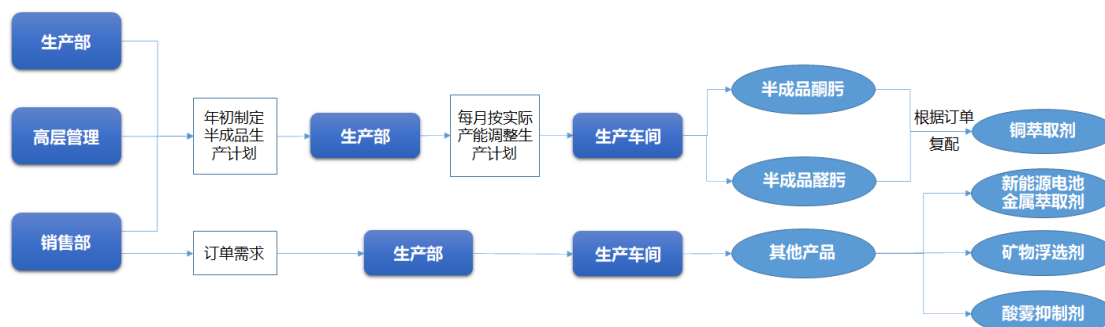 生产部
高层管理
销售部
年初制定
半成品生
产计划
生产部
每月按实际
产能调整生
产计划
生产车间
半成品酮肟
半成品醛肟
根据订单
复配
铜萃取剂
订单需求
生产部
生产车间
其他产品
新能源电池
金属萃取剂
矿物浮选剂
酸雾抑制剂